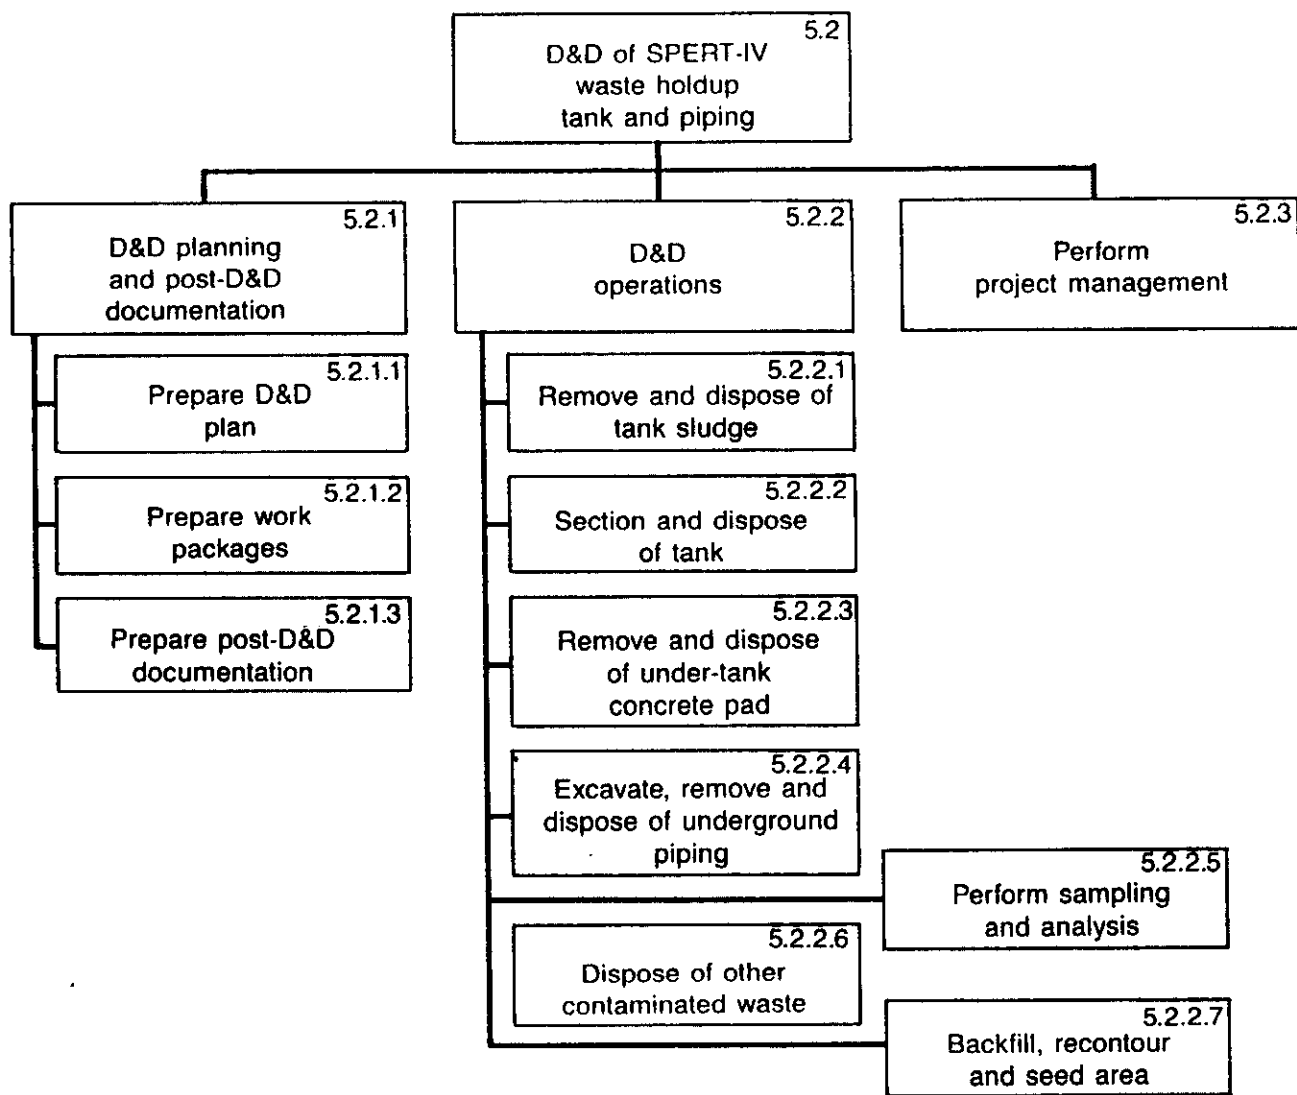 5.2
D&D of SPERT-IV
waste holdup
tank and piping
5.2.1
D&D planning
and post-D&D
documentation
5.2.2
D&D
operations
5.2.3
Perform
project management
5.2.1.1
Prepare D&D
plan
5.2.1.2
Prepare work
packages
5.2.1.3
Prepare post-D&D
documentation
5.2.2.1
Remove and dispose of
tank sludge
5.2.2.2
Section and dispose
of tank
5.2.2.3
Remove and dispose
of under-tank
concrete pad
5.2.2.4
Excavate, remove and
dispose of underground
piping
5.2.2.5
Perform sampling
and analysis
5.2.2.6
Dispose of other
contaminated waste
5.2.2.7
Backfill, recontour
and seed area